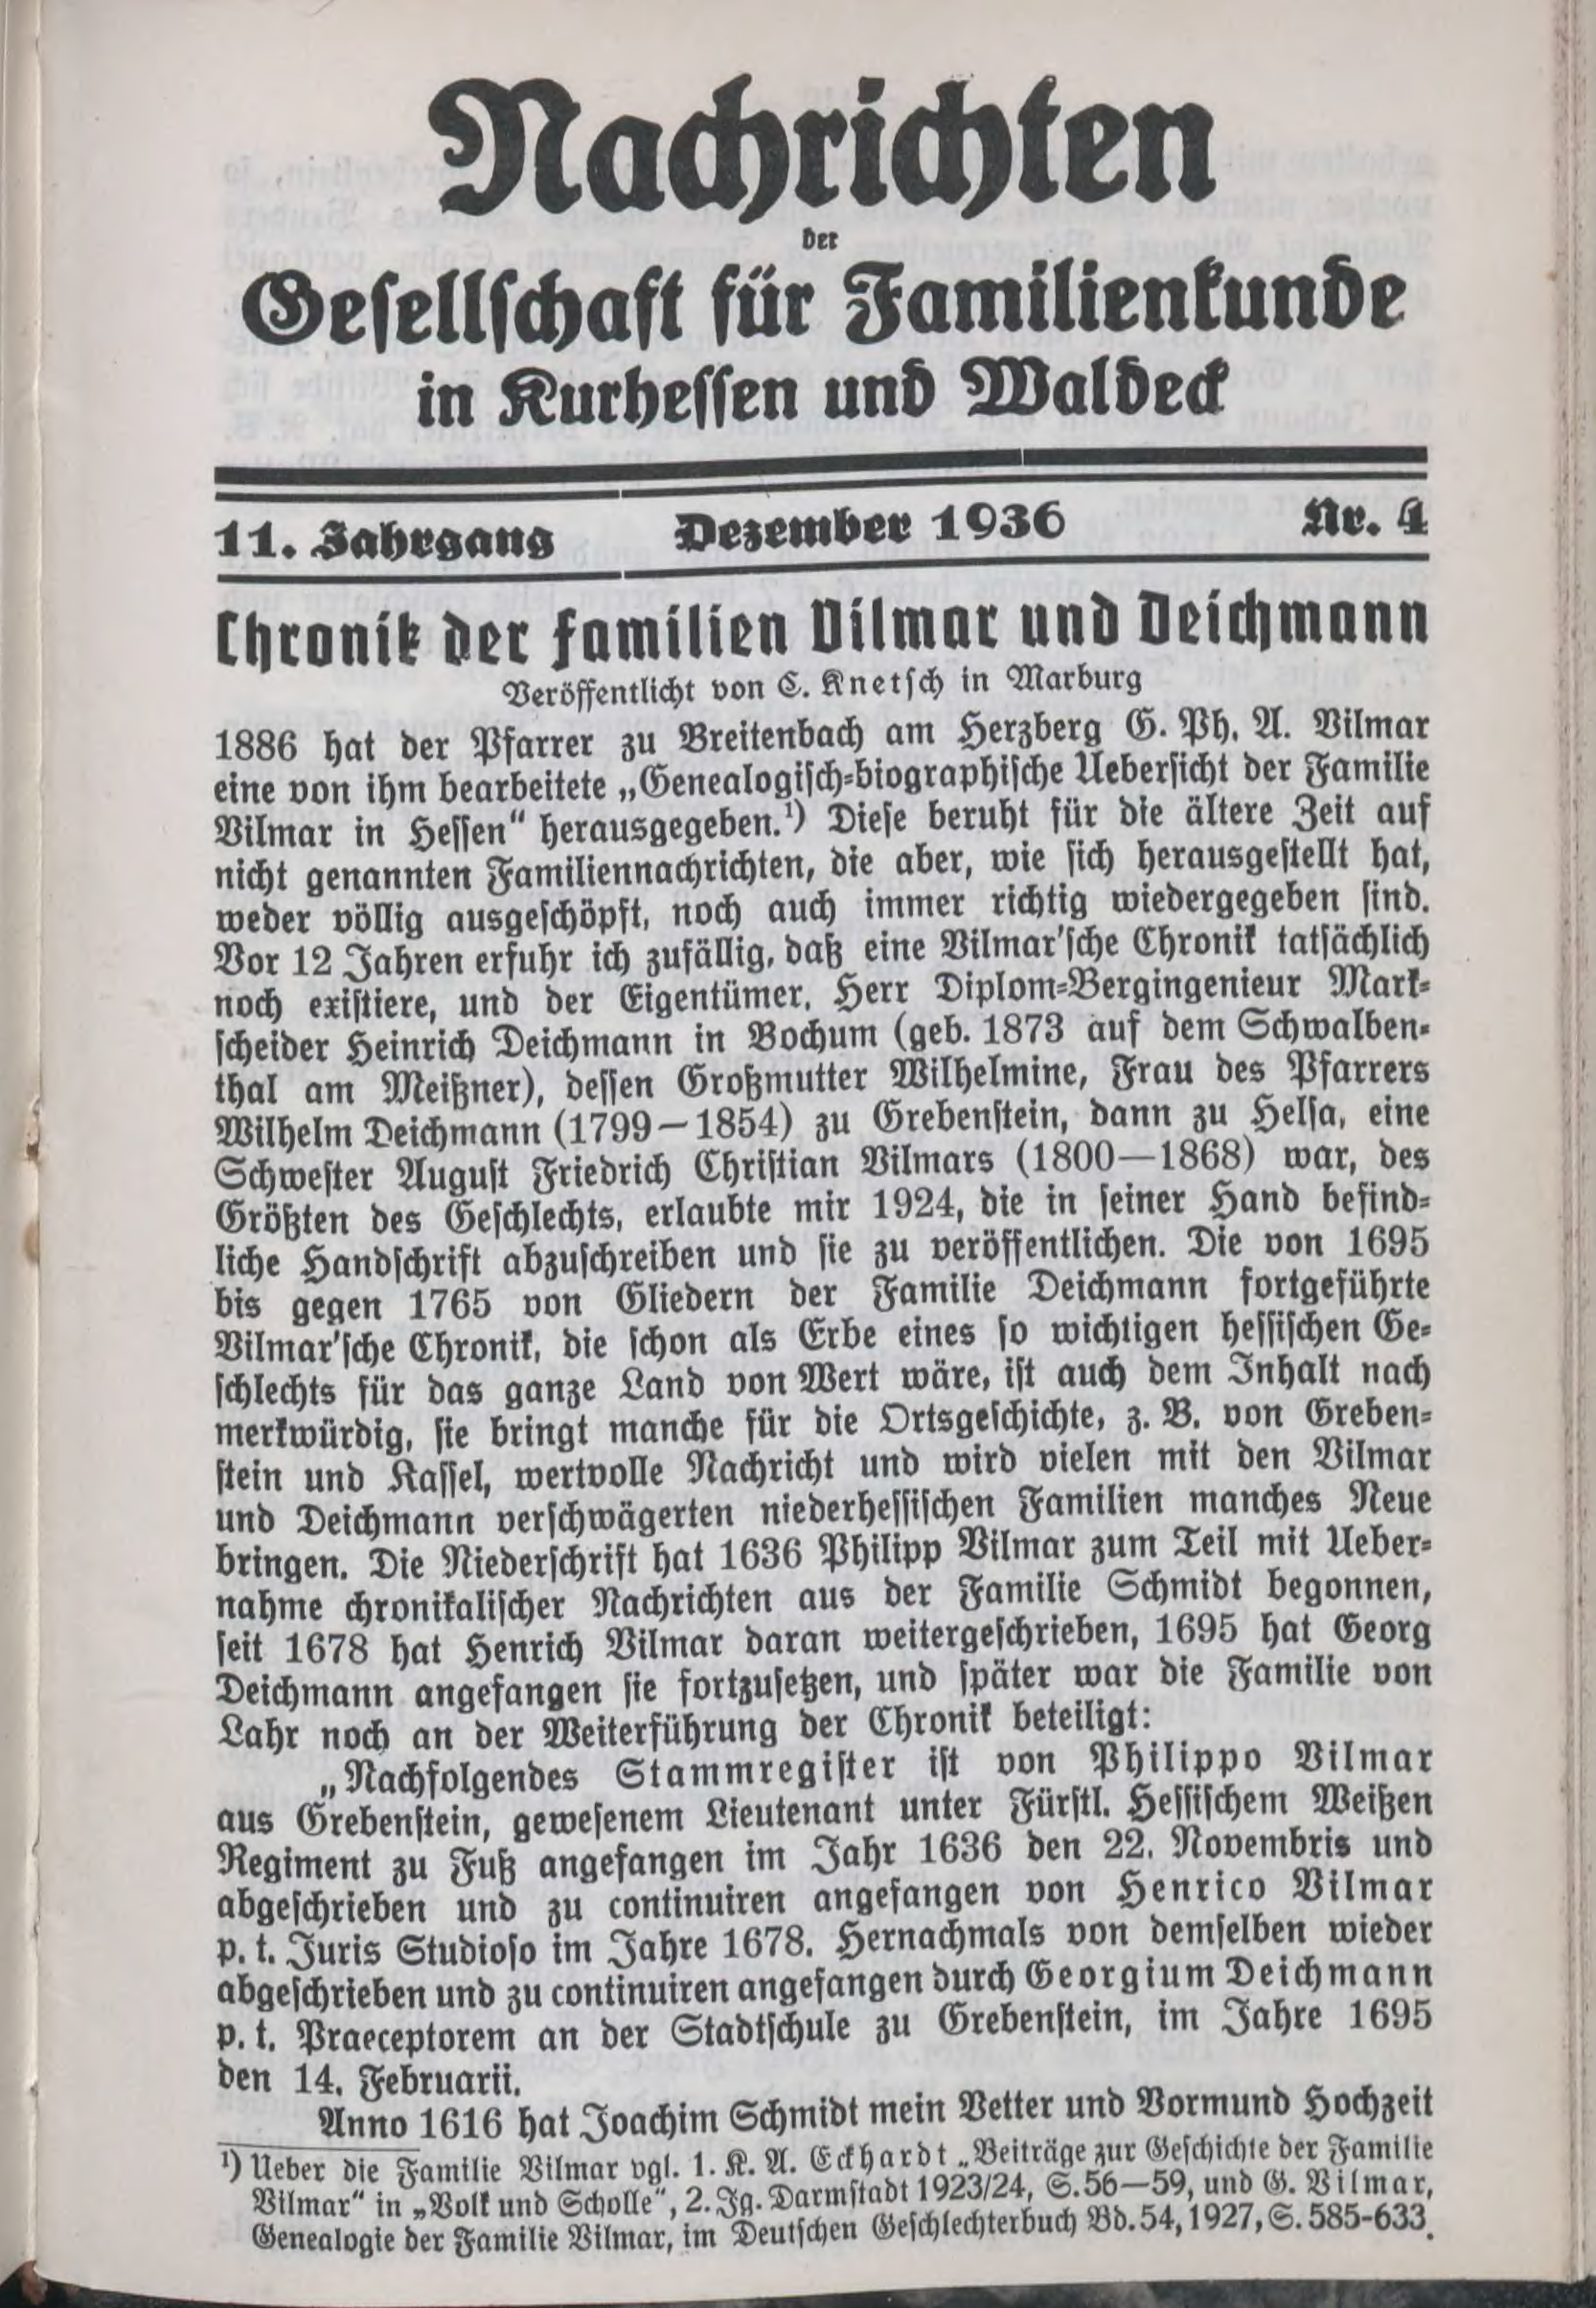 Nachrichten
der
Gesellschaft für Familienkunde
in Kurhessen und Waldeck
11. Jahrgang Dezember 1936 Nr. 4
Chronik der Familien Vilmar und Deichmann
Veröffentlicht von C. Knetsch in Marburg
1886 hat der Pfarrer zu Breitenbach am Herzberg G. Ph. A. Vilmar
eine von ihm bearbeitete „Genealogisch=biographische Uebersicht der Familie
Vilmar in Hessen“ herausgegeben.¹) Diese beruht für die ältere Zeit auf
nicht genannten Familiennachrichten, die aber, wie sich herausgestellt hat,
weder völlig ausgeschöpft, noch auch immer richtig wiedergegeben sind.
Vor 12 Jahren erfuhr ich zufällig, daß eine Vilmar'sche Chronik tatsächlich
noch existiere, und der Eigentümer, Herr Diplom=Bergingenieur Mark=
scheider Heinrich Deichmann in Bochum (geb. 1873 auf dem Schwalben=
thal am Meißner), dessen Großmutter Wilhelmine, Frau des Pfarrers
Wilhelm Deichmann (1799—1854) zu Grebenstein, dann zu Helsa, eine
Schwester August Friedrich Christian Vilmars (1800—1868) war, des
Größten des Geschlechts, erlaubte mir 1924, die in seiner Hand befind=
liche Handschrift abzuschreiben und sie zu veröffentlichen. Die von 1695
bis gegen 1765 von Gliedern der Familie Deichmann fortgeführte
Vilmar'sche Chronik, die schon als Erbe eines so wichtigen hessischen Ge=
schlechts für das ganze Land von Wert wäre, ist auch dem Inhalt nach
merkwürdig, sie bringt manche für die Ortsgeschichte, z. B. von Greben=
stein und Kassel, wertvolle Nachricht und wird vielen mit den Vilmar
und Deichmann verschwägerten niederhessischen Familien manches Neue
bringen. Die Niederschrift hat 1636 Philipp Vilmar zum Teil mit Ueber=
nahme chronikalischer Nachrichten aus der Familie Schmidt begonnen,
seit 1678 hat Henrich Vilmar daran weitergeschrieben, 1695 hat Georg
Deichmann angefangen sie fortzusetzen, und später war die Familie von
Lahr noch an der Weiterführung der Chronik beteiligt:
„Nachfolgendes Stammregister ist von Philippo Vilmar
aus Grebenstein, gewesenem Lieutenant unter Fürstl. Hessischem Weißen
Regiment zu Fuß angefangen im Jahr 1636 den 22. Novembris und
abgeschrieben und zu continuiren angefangen von Henrico Vilmar
p. t. Juris Studioso im Jahre 1678. Hernachmals von demselben wieder
abgeschrieben und zu continuiren angefangen durch Georgium Deichmann
p. t. Praeceptorem an der Stadtschule zu Grebenstein, im Jahre 1695
den 14. Februarii.
Anno 1616 hat Joachim Schmidt mein Vetter und Vormund Hochzeit
¹) Ueber die Familie Vilmar vgl. 1. K. A. Eckhardt „Beiträge zur Geschichte der Familie
Vilmar“ in „Volk und Scholle“, 2. Jg. Darmstadt 1923/24, S. 56—59, und G. Vilmar,
Genealogie der Familie Vilmar, im Deutschen Geschlechterbuch Bd. 54, 1927, S. 585-633.